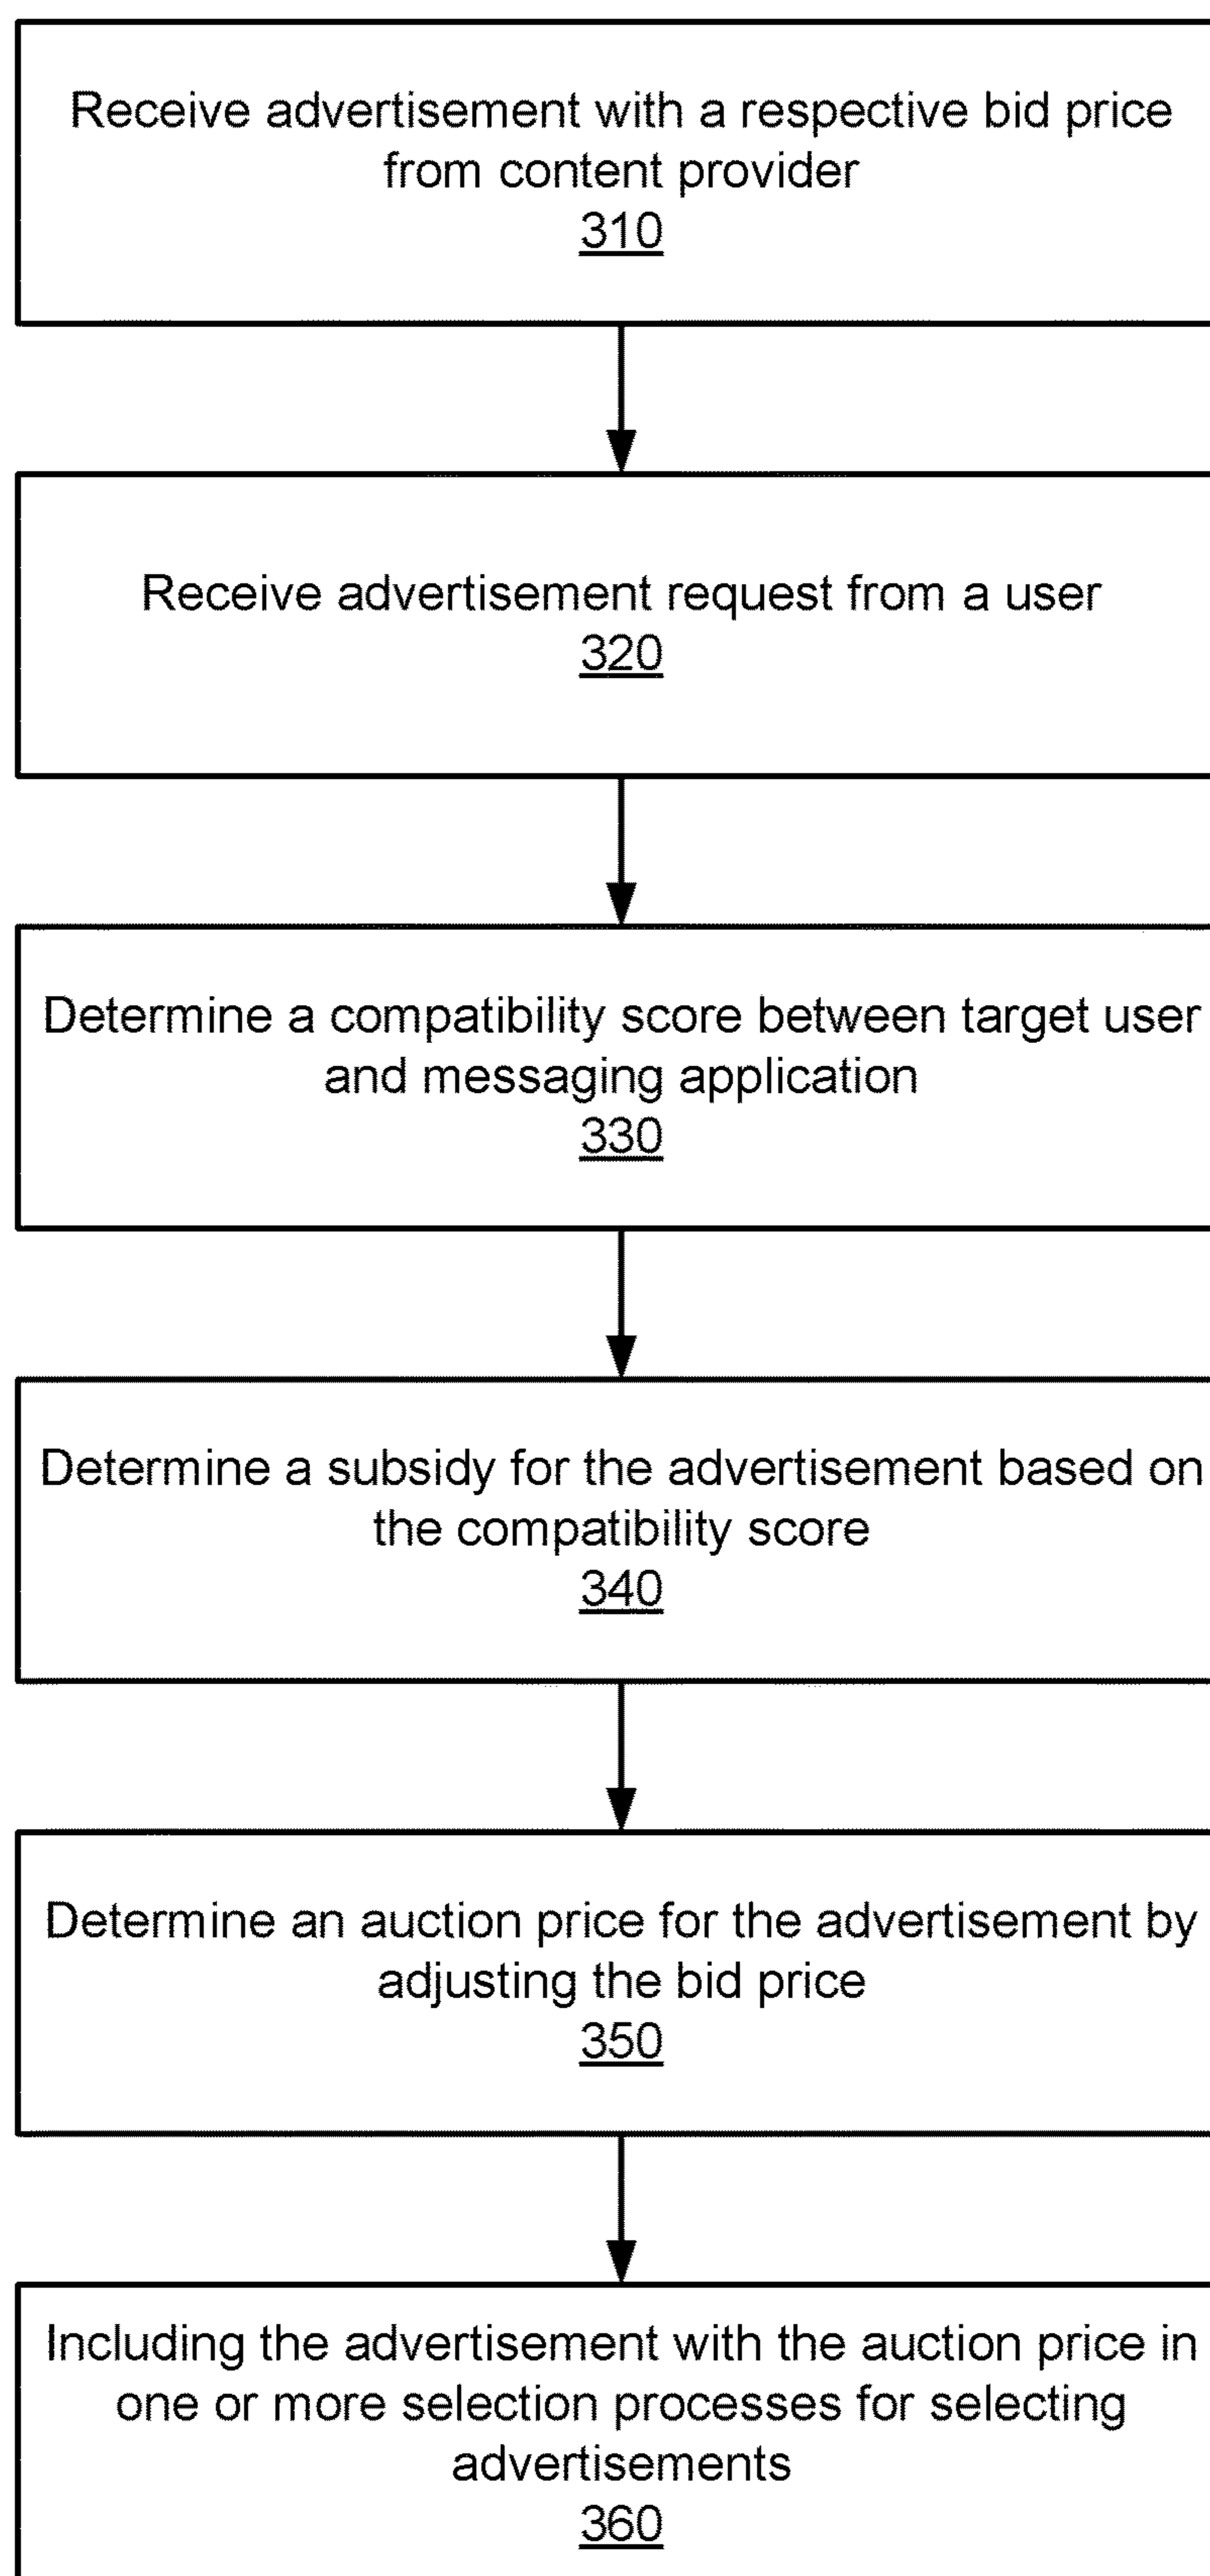 Receive advertisement with a respective bid price
from content provider
310
Receive advertisement request from a user
320
Determine a compatibility score between target user
and messaging application
330
Determine a subsidy for the advertisement based on
the compatibility score
340
Determine an auction price for the advertisement by
adjusting the bid price
350
Including the advertisement with the auction price in
one or more selection processes for selecting
advertisements
360